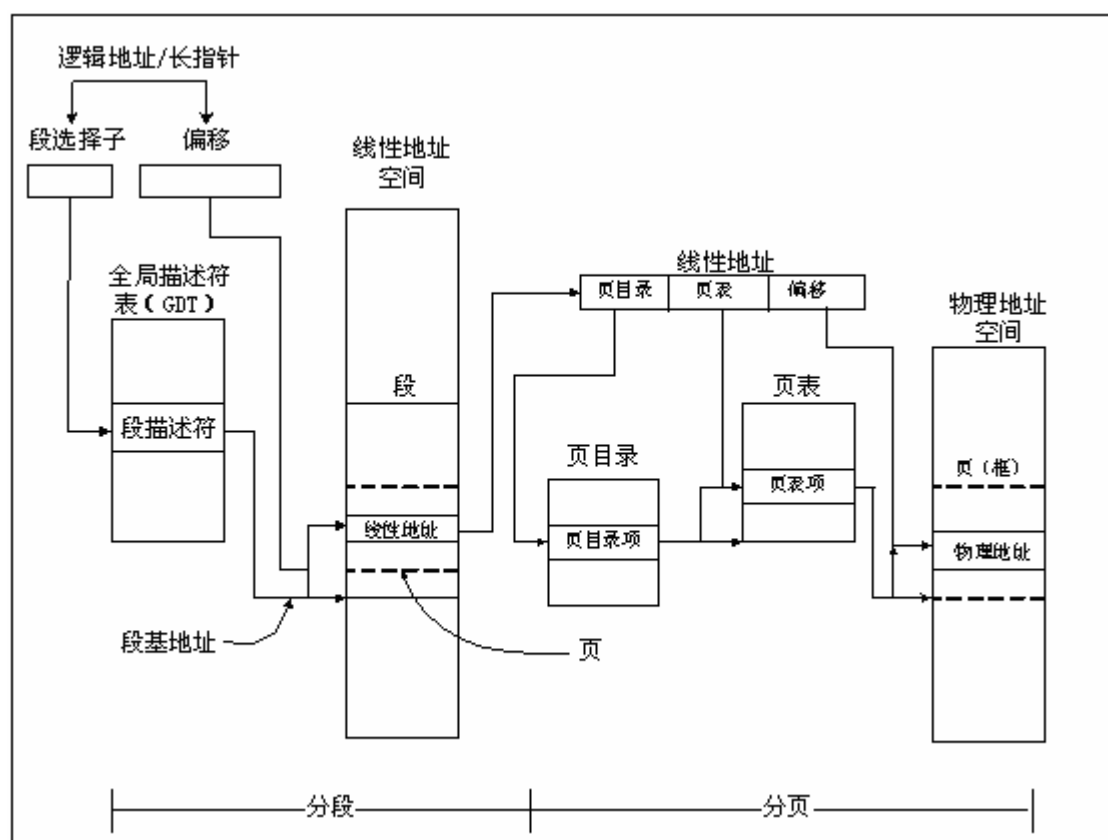 逻辑地址/长指针
段选择子
偏移
线性地址
空间
全局描述符
表(GDT)
段描述符
段
线性地址
段基地址
页
线性地址
页目录
页表
偏移
页目录
页目录项
页表
页表项
物理地址
空间
页(框)
物理地址
分段
分页